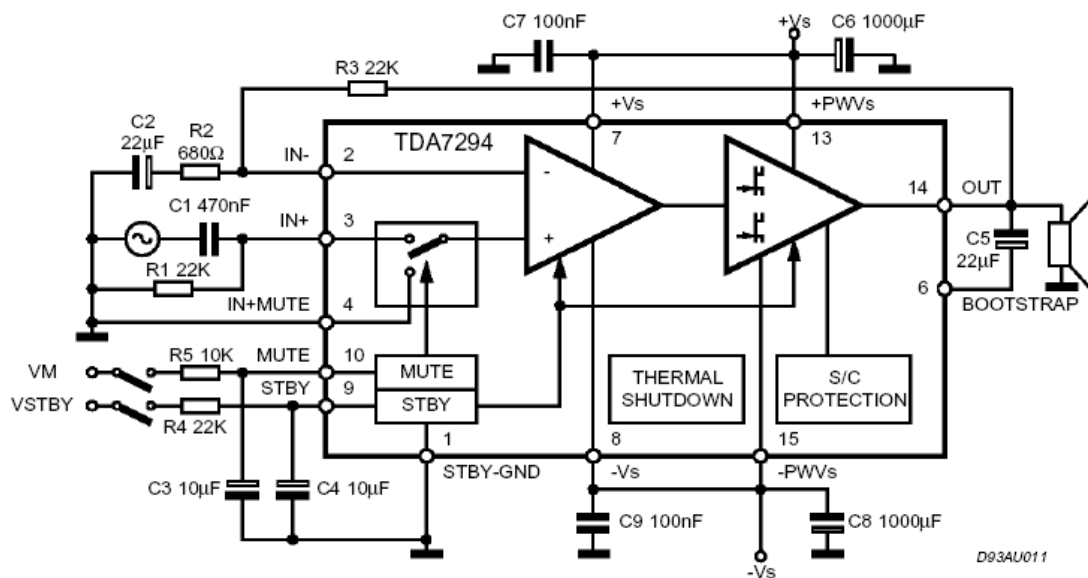 C7 100nF
+Vs
C6 1000µF
R3 22K
+Vs
+PWVs
C2
22µF
R2
680Ω
TDA7294
7
13
IN-
2
-
14
OUT
C1 470nF
IN+
3
+
C5
22µF
R1 22K
6
IN+MUTE
4
BOOTSTRAP
VM
R5 10K
MUTE
10
MUTE
THERMAL
SHUTDOWN
S/C
PROTECTION
VSTBY
R4 22K
STBY
9
STBY
1
8
15
STBY-GND
-Vs
-PWVs
C3 10µF
C4 10µF
C9 100nF
C8 1000µF
-Vs
D93AU011